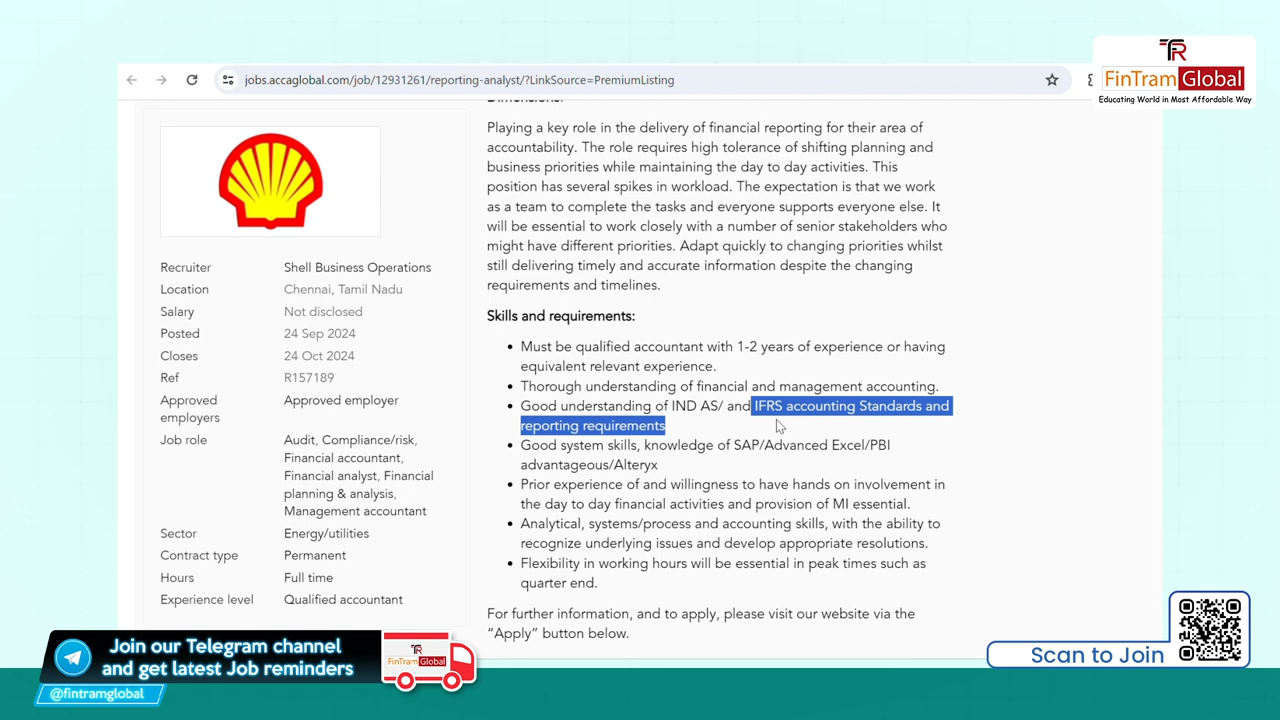 jobs.accaglobal.com/job/12931261/reporting-analyst/?LinkSource=PremiumListing
TR
FinTram Global
Educating World in Most Affordable Way
Dimensions:
Playing a key role in the delivery of financial reporting for their area of
accountability. The role requires high tolerance of shifting planning and
business priorities while maintaining the day to day activities. This
position has several spikes in workload. The expectation is that we work
as a team to complete the tasks and everyone supports everyone else. It
will be essential to work closely with a number of senior stakeholders who
might have different priorities. Adapt quickly to changing priorities whilst
still delivering timely and accurate information despite the changing
requirements and timelines.
Skills and requirements:
• Must be qualified accountant with 1-2 years of experience or having
equivalent relevant experience.
• Thorough understanding of financial and management accounting.
• Good understanding of IND AS/ and IFRS accounting Standards and
reporting requirements
• Good system skills, knowledge of SAP/Advanced Excel/PBI
advantageous/Alteryx
• Prior experience of and willingness to have hands on involvement in
the day to day financial activities and provision of MI essential.
• Analytical, systems/process and accounting skills, with the ability to
recognize underlying issues and develop appropriate resolutions.
• Flexibility in working hours will be essential in peak times such as
quarter end.
For further information, and to apply, please visit our website via the
“Apply” button below.
Recruiter Shell Business Operations
Location Chennai, Tamil Nadu
Salary Not disclosed
Posted 24 Sep 2024
Closes 24 Oct 2024
Ref R157189
Approved Approved employer
employers
Job role Audit, Compliance/risk,
Financial accountant,
Financial analyst, Financial
planning & analysis,
Management accountant
Sector Energy/utilities
Contract type Permanent
Hours Full time
Experience level Qualified accountant
Join our Telegram channel
and get latest Job reminders
@fintramglobal
TR
FinTram Global
Scan to Join